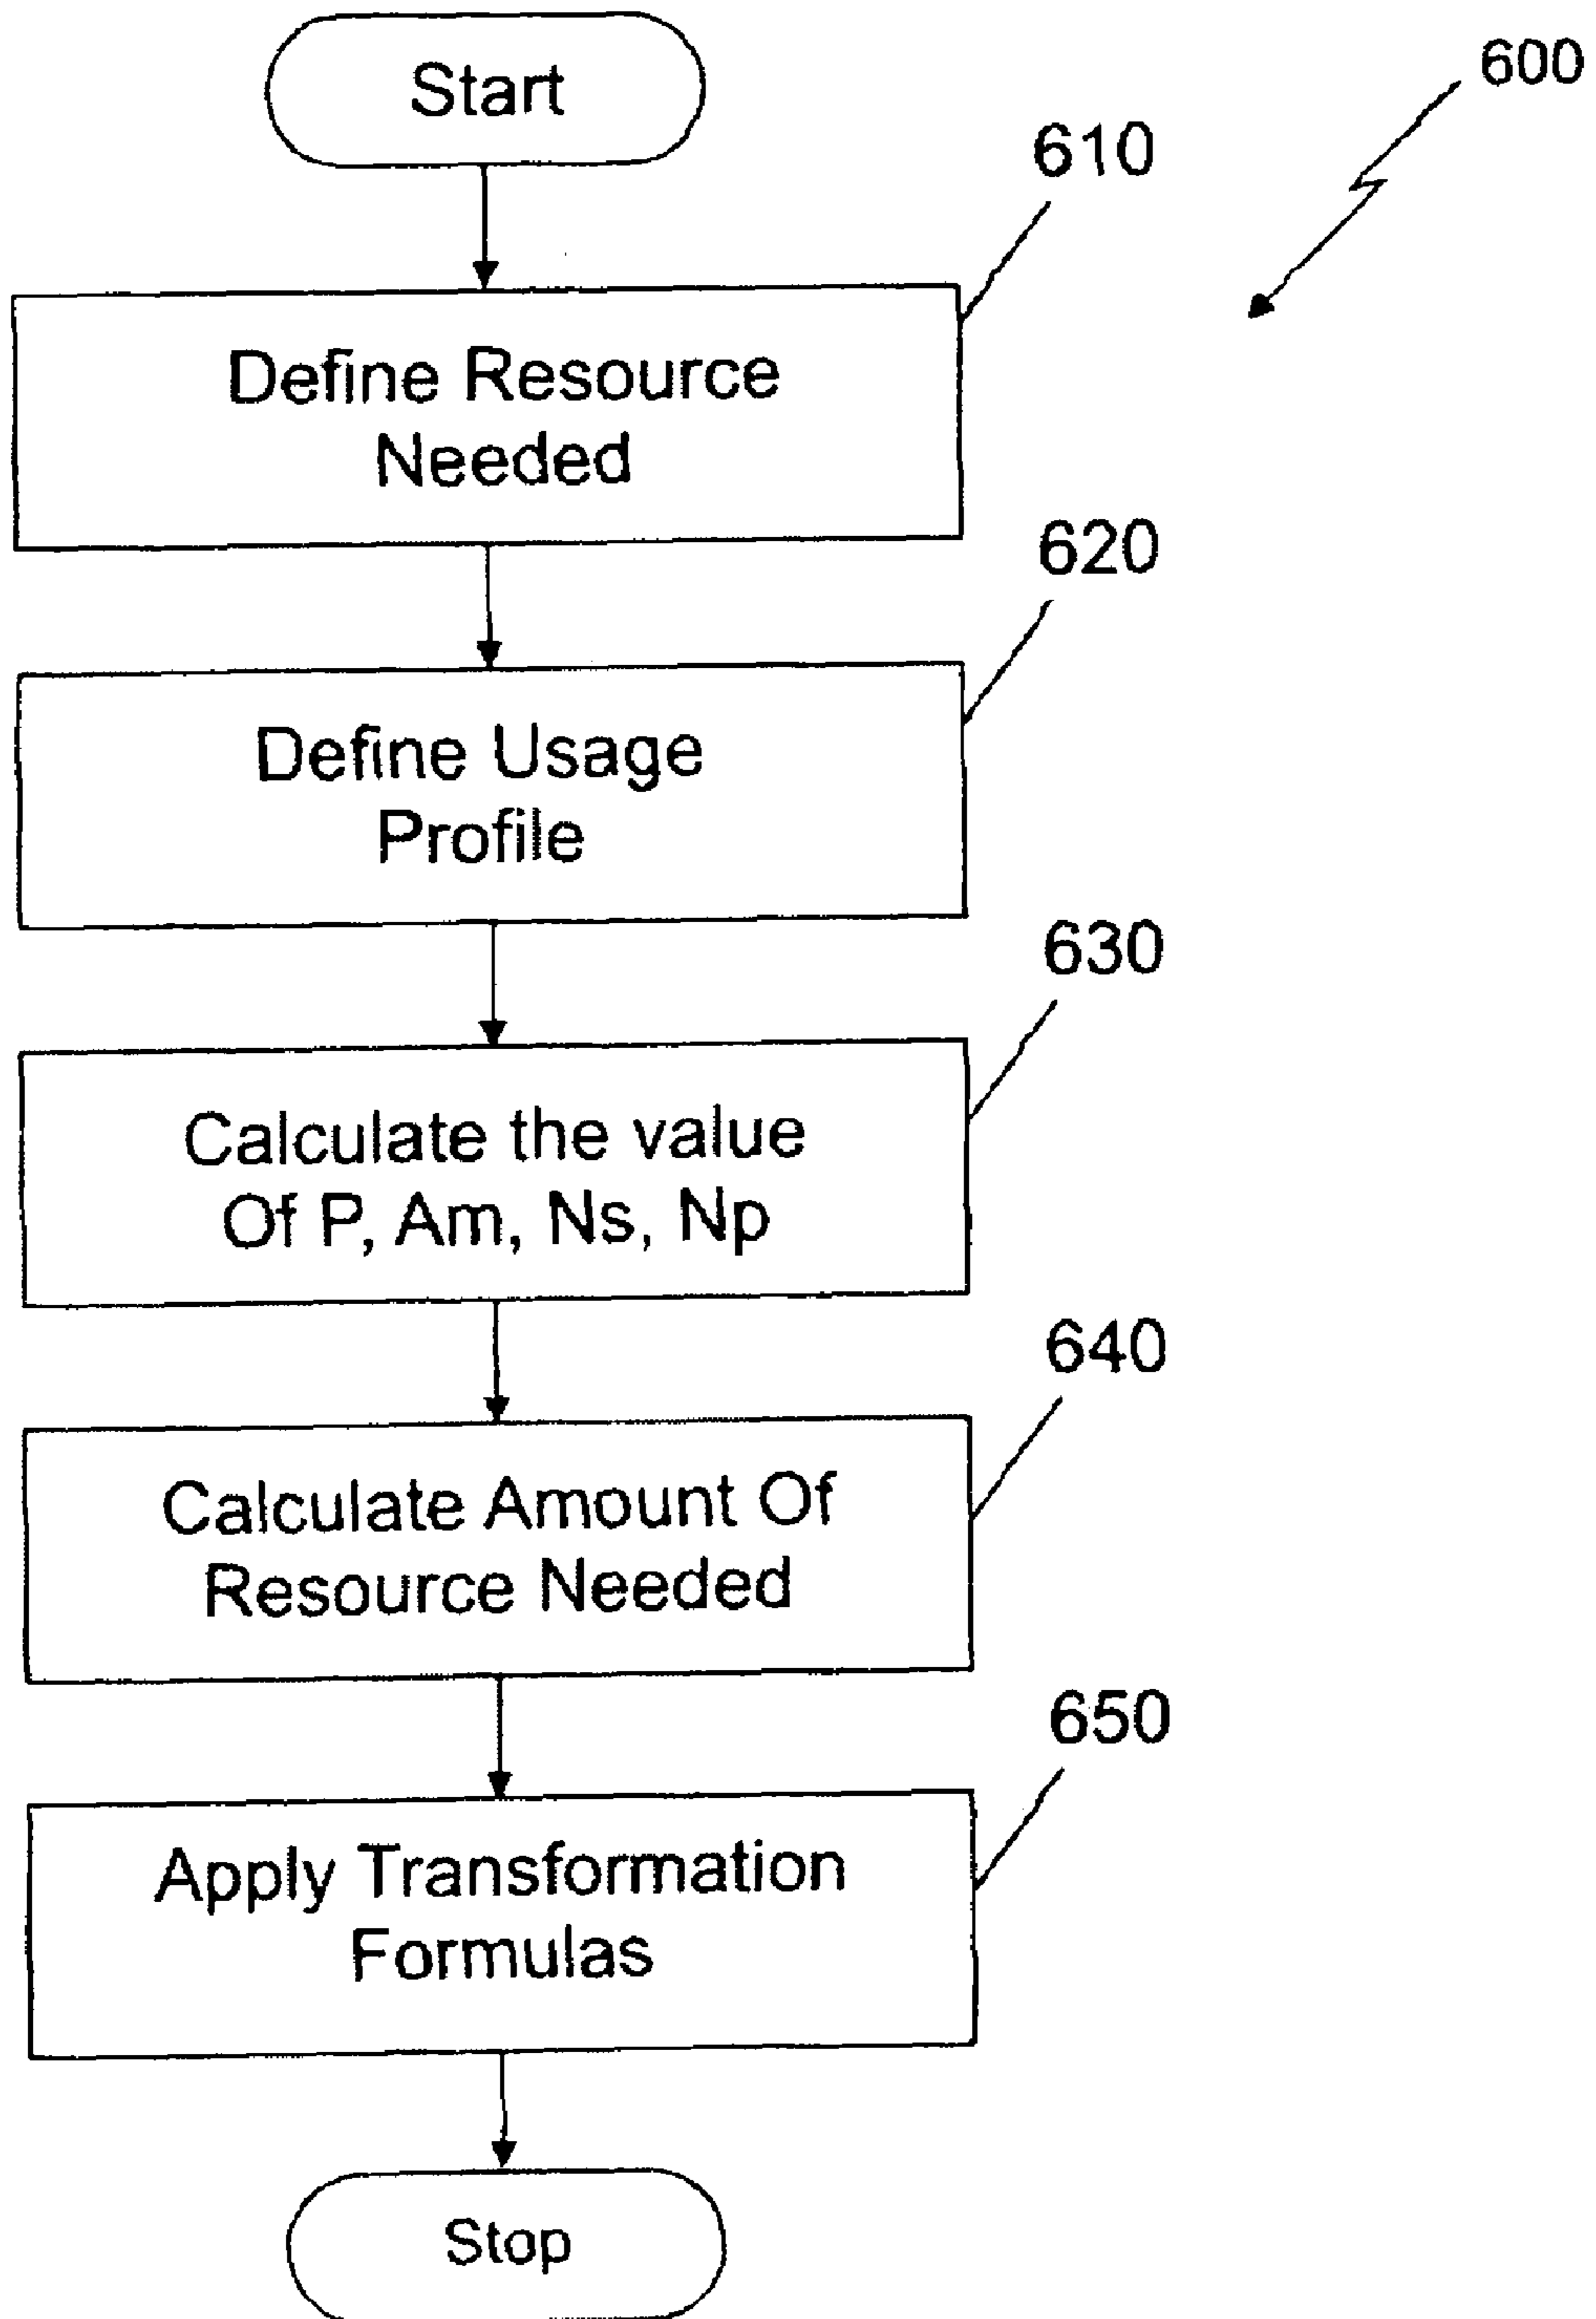 Start
600
610
Define Resource
Needed
620
Define Usage
Profile
630
Calculate the value
Of P, Am, Ns, Np
640
Calculate Amount Of
Resource Needed
650
Apply Transformation
Formulas
Stop